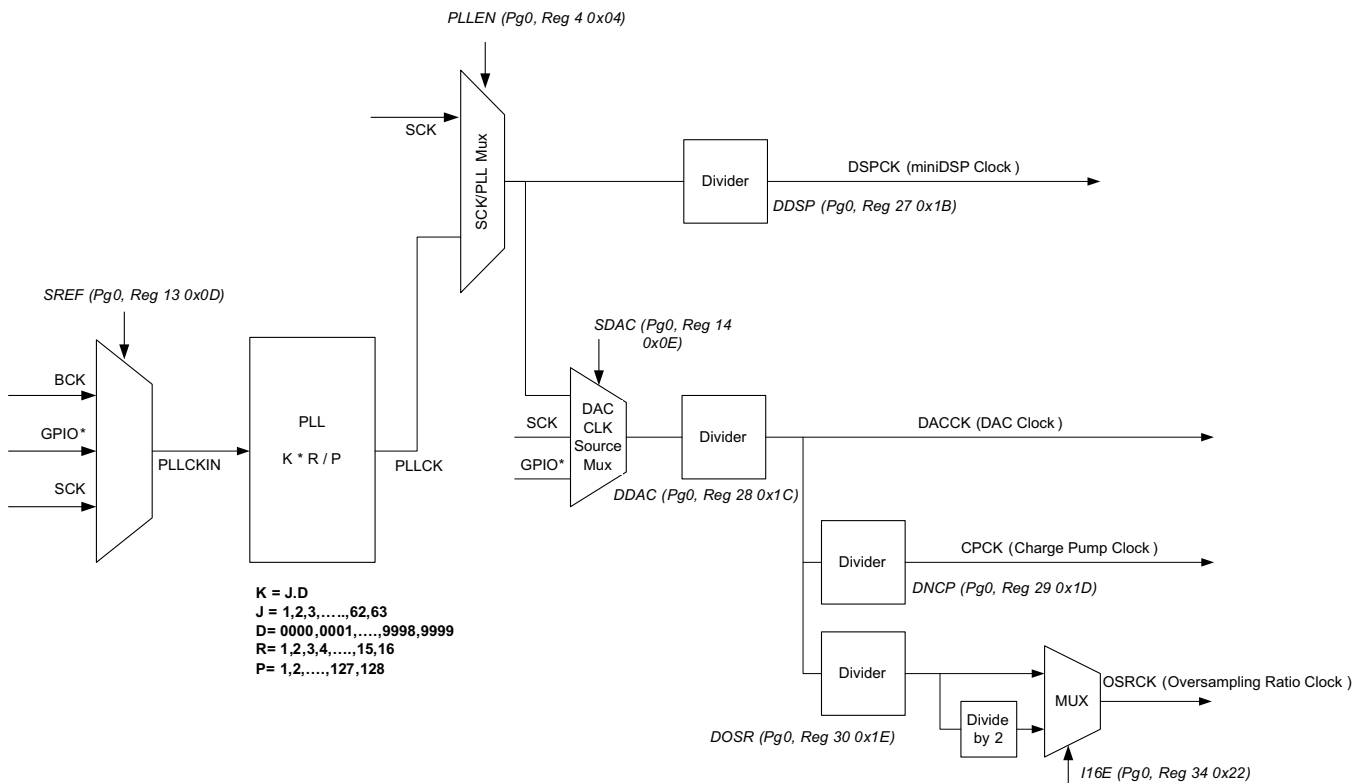 PLLEN (Pg0, Reg 4 0x04)
SCK
SCK/PLL Mux
Divider
DSPCK (miniDSP Clock )
DDSP (Pg0, Reg 27 0x1B)
SREF (Pg0, Reg 13 0x0D)
BCK
GPIO*
SCK
PLLCKIN
PLL
K * R / P
PLLCK
K = J.D
J = 1,2,3,…..,62,63
D= 0000,0001,….,9998,9999
R= 1,2,3,4,….,15,16
P= 1,2,….,127,128
SDAC (Pg0, Reg 14
0x0E)
SCK
GPIO*
DAC
CLK
Source
Mux
Divider
DDAC (Pg0, Reg 28 0x1C)
DACCK (DAC Clock )
Divider
CPCK (Charge Pump Clock )
DNCP (Pg0, Reg 29 0x1D)
Divider
DOSR (Pg0, Reg 30 0x1E)
Divide
by 2
MUX
OSRCK (Oversampling Ratio Clock )
I16E (Pg0, Reg 34 0x22)